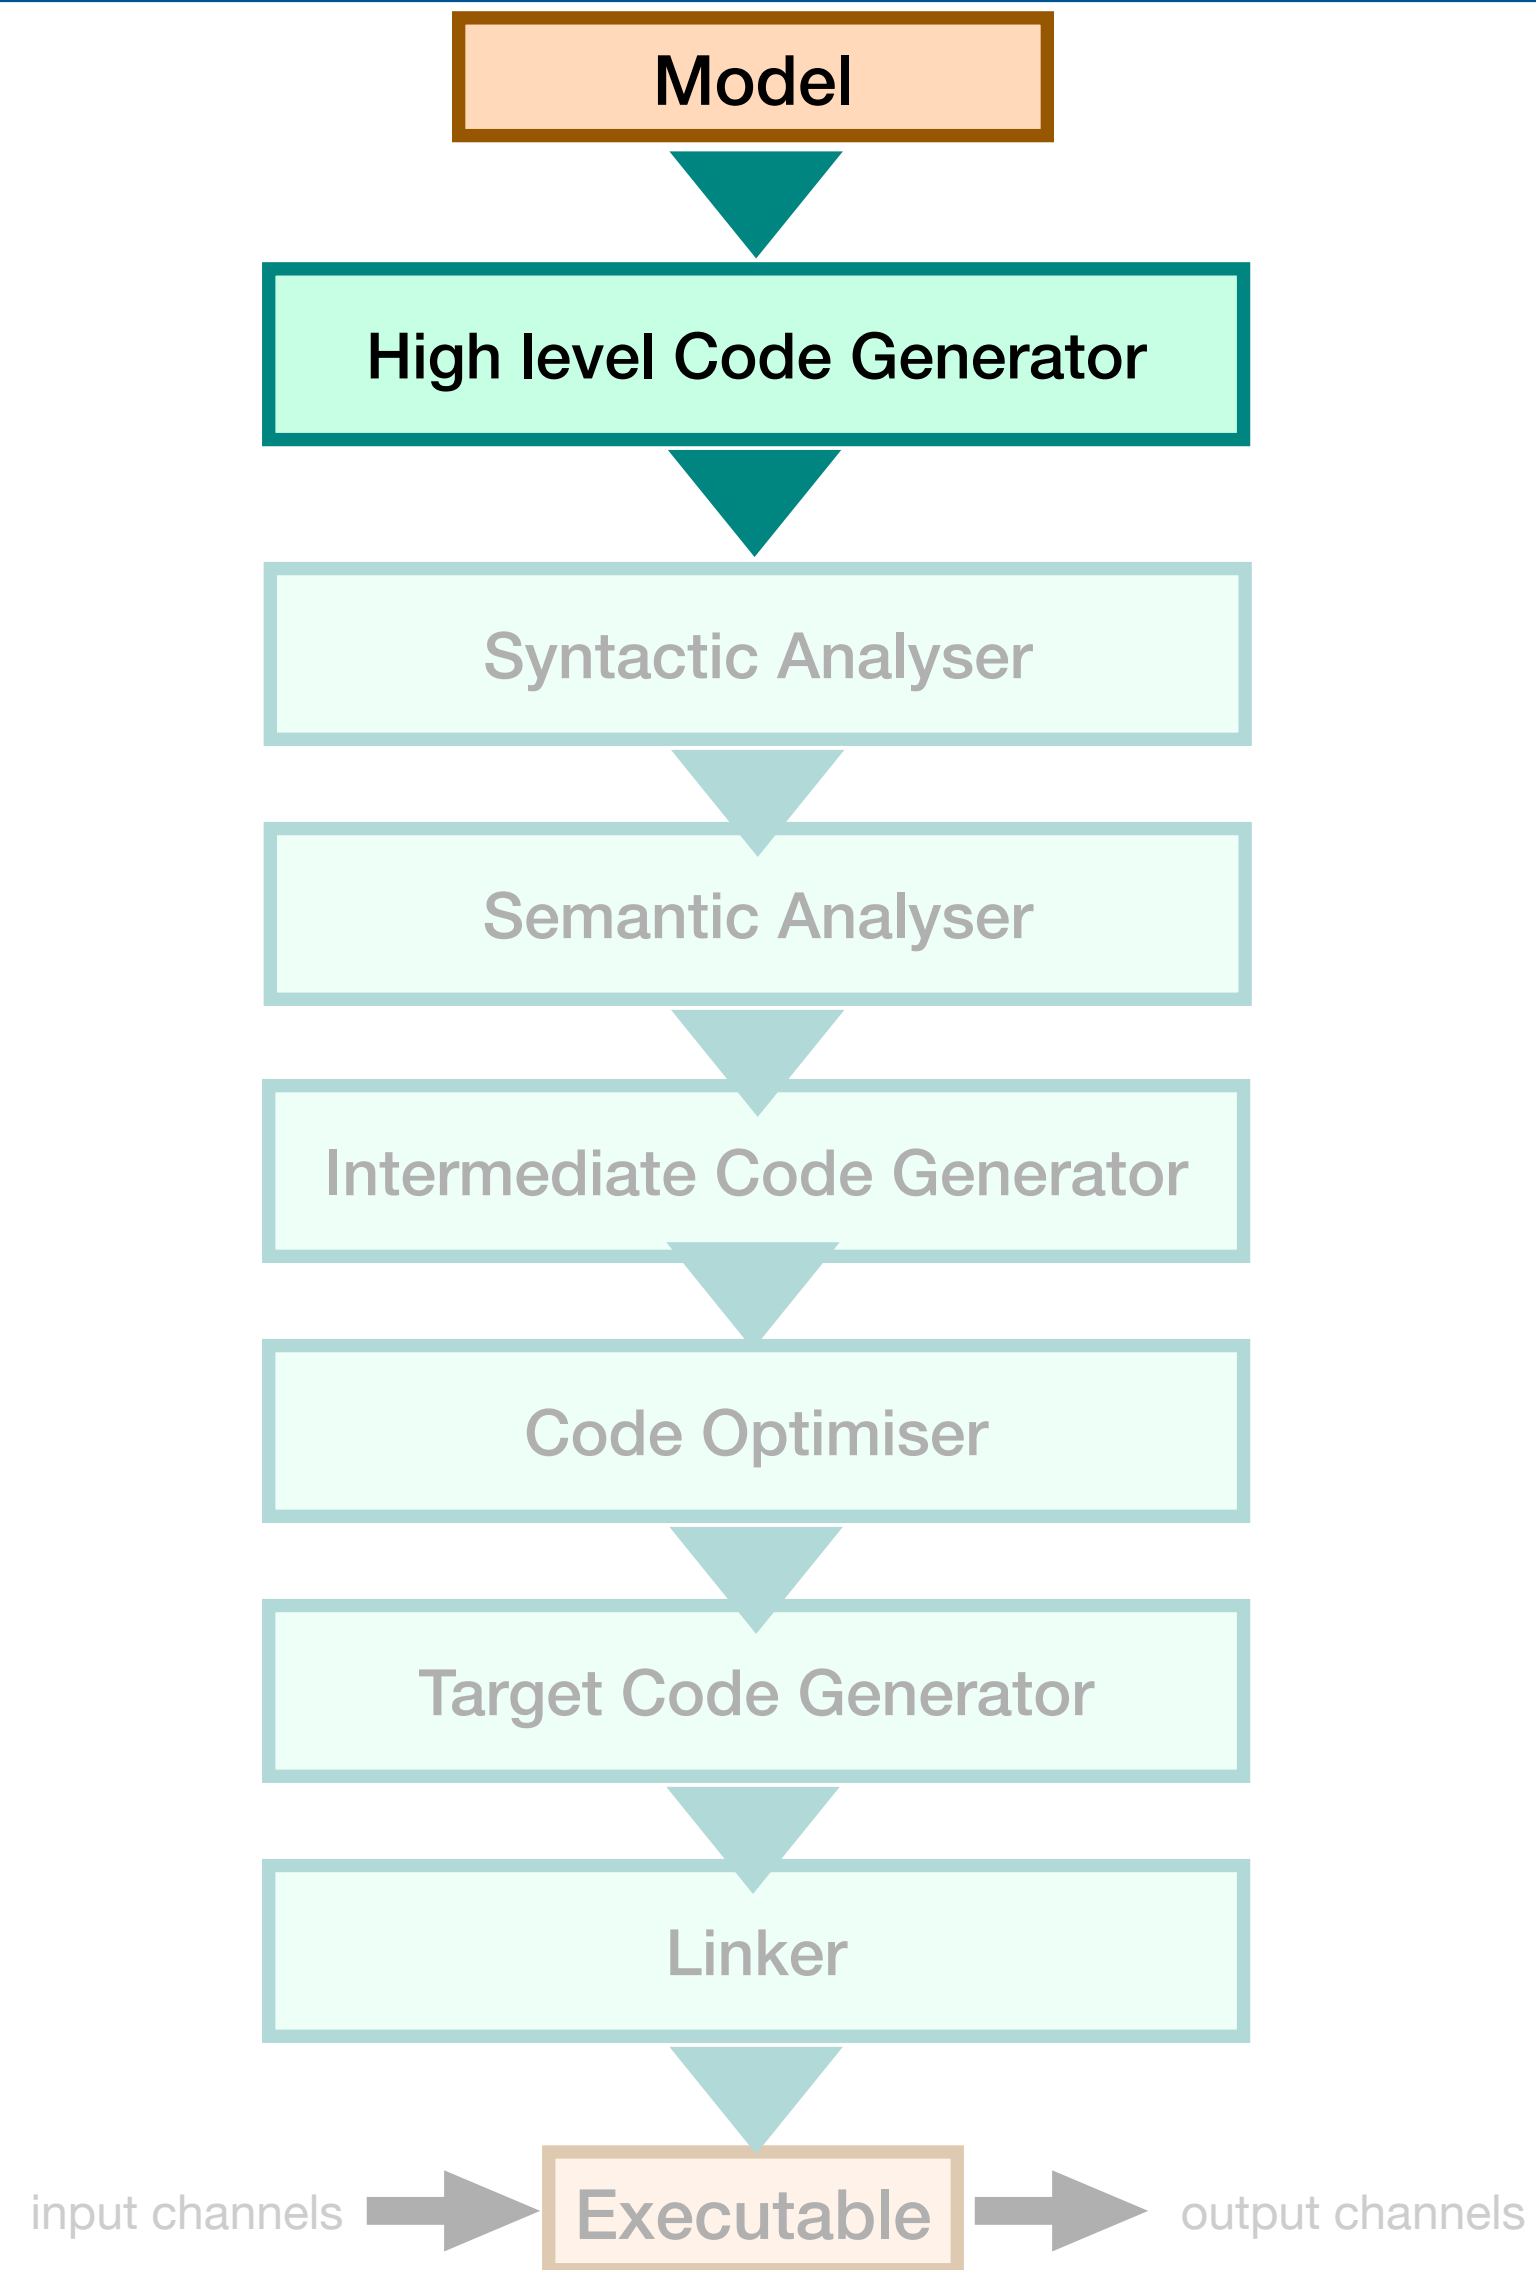 Model
High level Code Generator
Syntactic Analyser
Semantic Analyser
Intermediate Code Generator
Code Optimiser
Target Code Generator
Linker
input channels Executable output channels